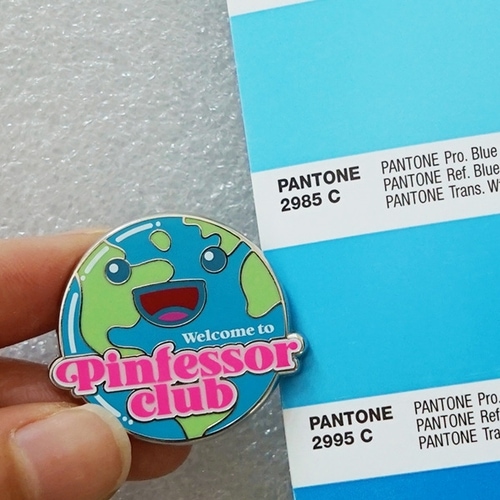 Welcome to
Pinfessor
club
PANTONE
2985 C
PANTONE Pro. Blue
PANTONE Ref. Blue
PANTONE Trans. W
PANTONE
2995 C
PANTONE Pro.
PANTONE Ref
PANTONE Tra